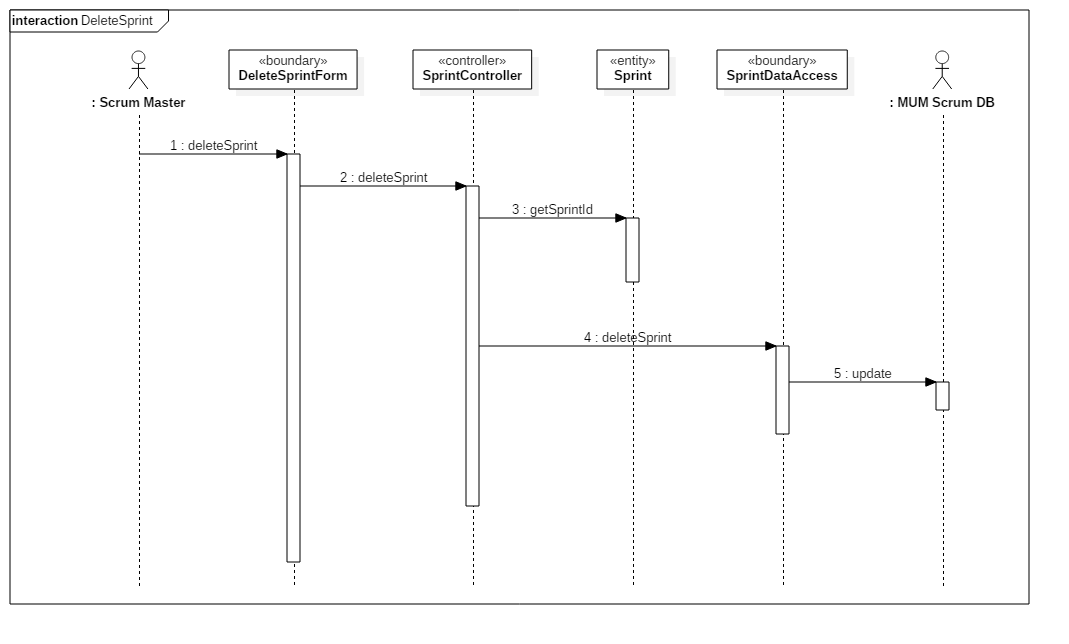 interaction DeleteSprint
«boundary»
DeleteSprintForm
«controller»
SprintController
«entity»
Sprint
«boundary»
SprintDataAccess
: Scrum Master
: MUM Scrum DB
1 : deleteSprint
2 : deleteSprint
3 : getSprintId
4 : deleteSprint
5 : update